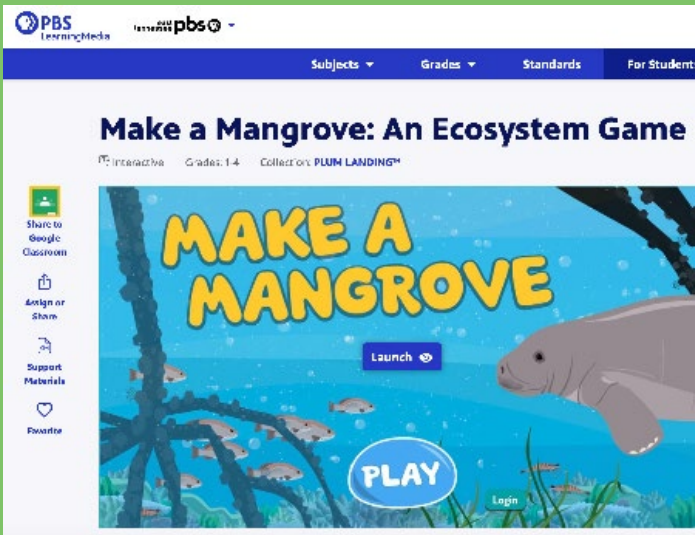 PBS
LearningMedia
pbs
Subjects
Grades
Standards
For Student
Make a Mangrove: An Ecosystem Game
Interactive Grades: 1-4 Collection: PLUM LANDING™
Share to
Google
Classroom
Assign or
Share
Support
Materials
Favorite
MAKE A
MANGROVE
Launch
PLAY
Login